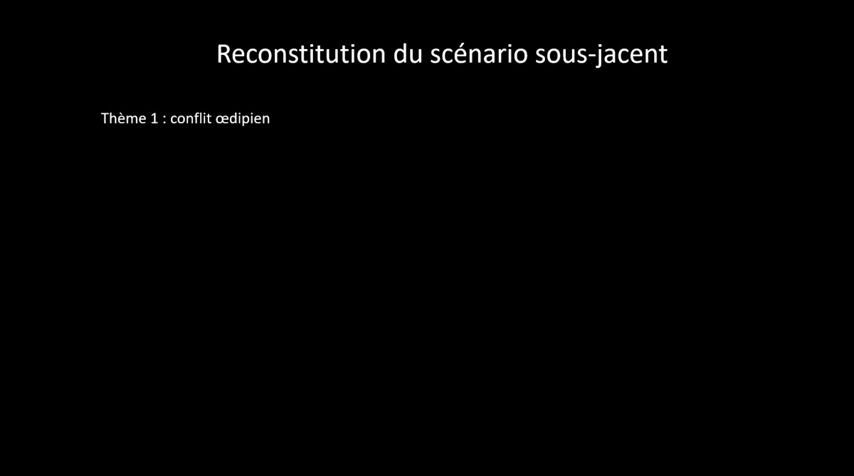 Reconstitution du scénario sous-jacent
Thème 1 : conflit œdipien